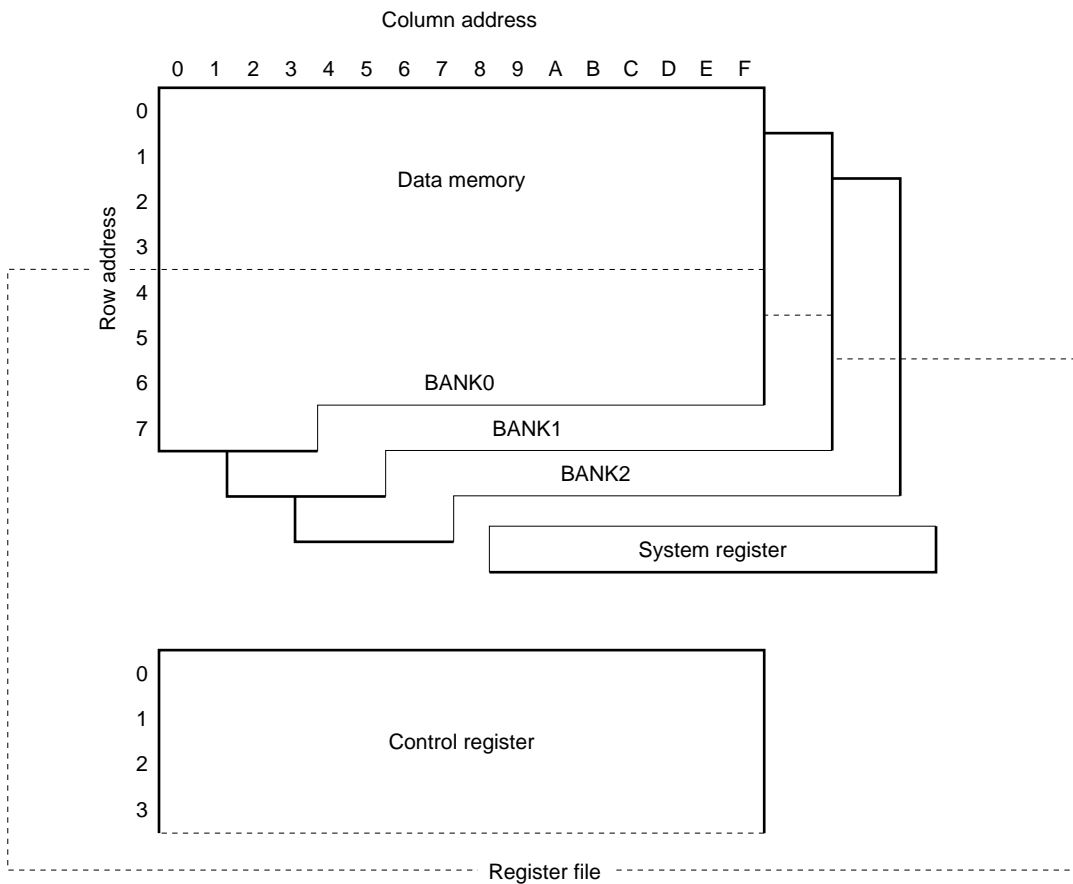 Column address
0 1 2 3 4 5 6 7 8 9 A B C D E F
Row address
0
1
2
3
4
5
6
7
Data memory
BANK0
BANK1
BANK2
System register
0
1
2
3
Control register
Register file